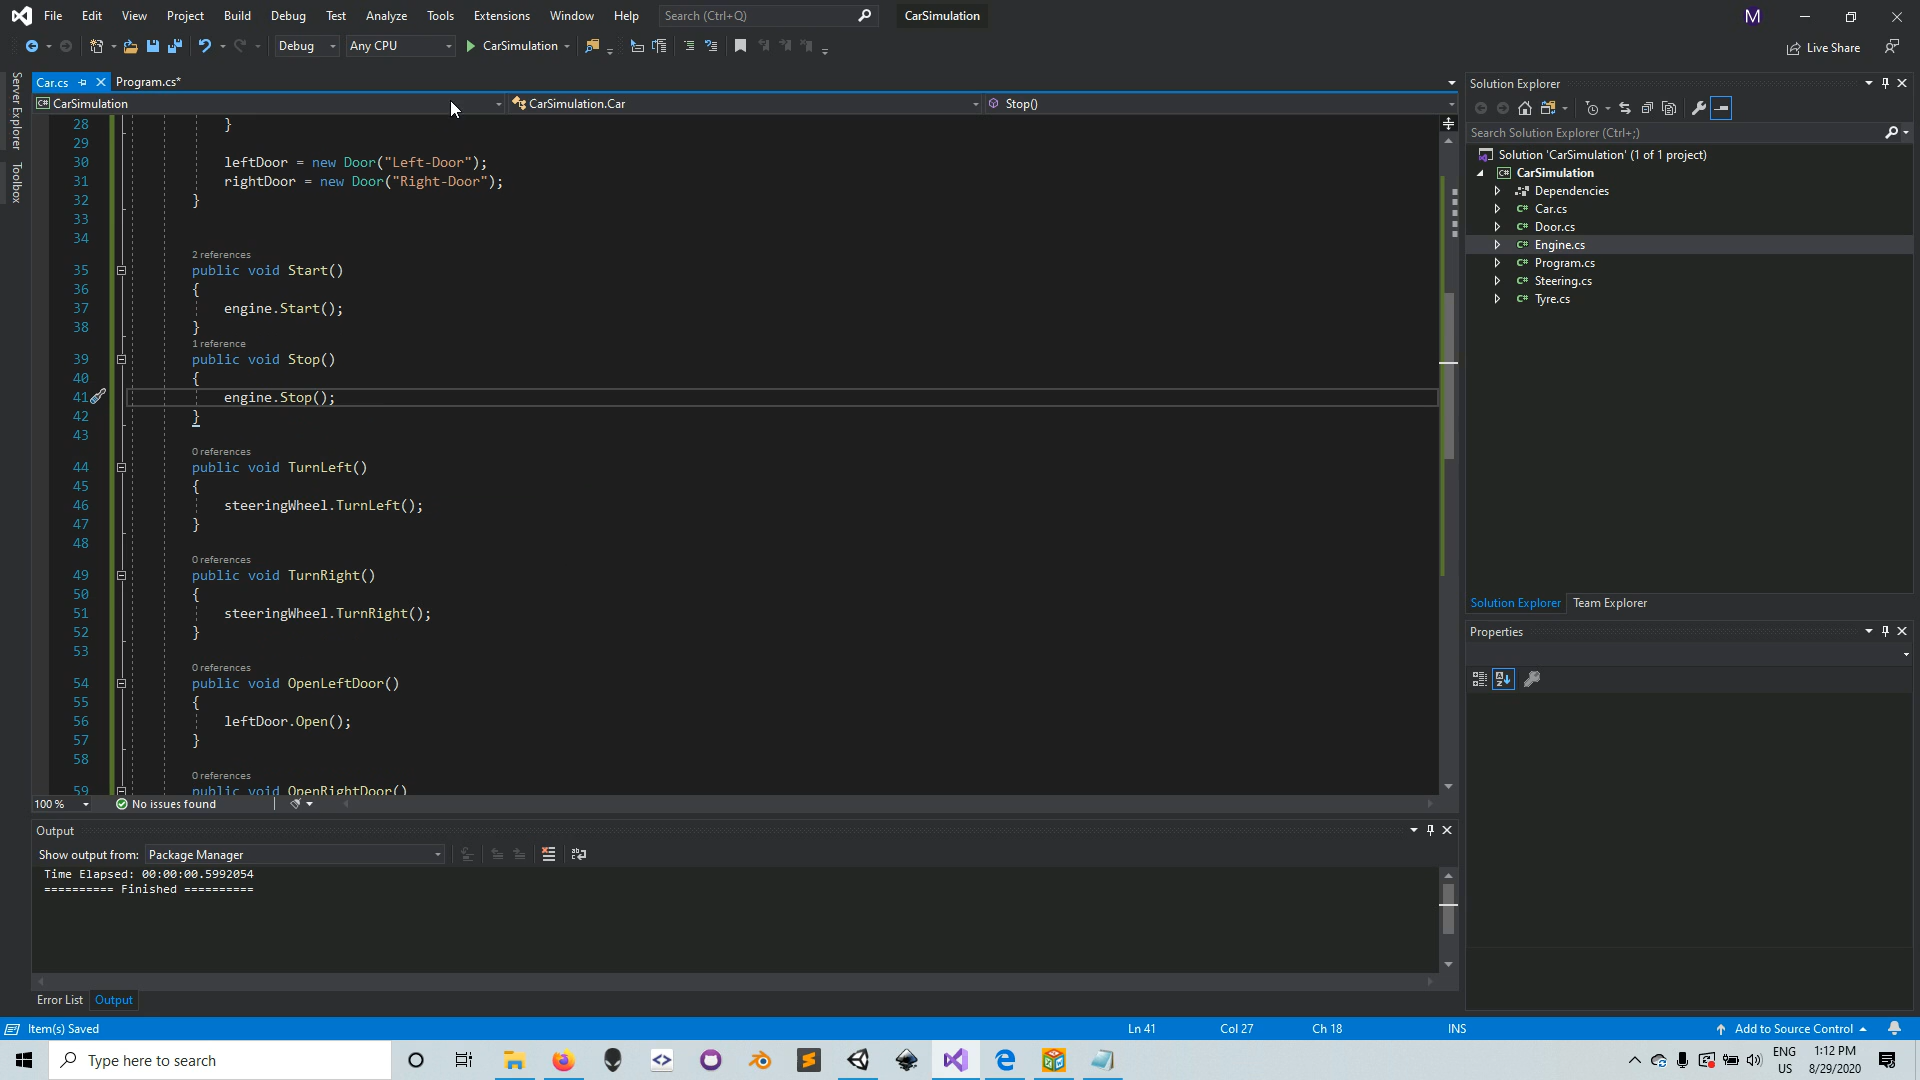 File Edit View Project Build Debug Test Analyze Tools Extensions Window Help Search (Ctrl+Q) CarSimulation M
Debug Any CPU CarSimulation Live Share
Server Explorer
Toolbox
Car.cs Program.cs*
CarSimulation CarSimulation.Car Stop()
28 }
29
30 leftDoor = new Door("Left-Door");
31 rightDoor = new Door("Right-Door");
32 }
33
34
2 references
35 public void Start()
36 {
37 engine.Start();
38 }
1 reference
39 public void Stop()
40 {
41 engine.Stop();
42 }
43
0 references
44 public void TurnLeft()
45 {
46 steeringWheel.TurnLeft();
47 }
48
0 references
49 public void TurnRight()
50 {
51 steeringWheel.TurnRight();
52 }
53
0 references
54 public void OpenLeftDoor()
55 {
56 leftDoor.Open();
57 }
58
0 references
59 public void OpenRightDoor()
100 % No issues found
Output
Show output from: Package Manager
Time Elapsed: 00:00:00.5992054
========== Finished ==========
Error List Output
Solution Explorer
Search Solution Explorer (Ctrl+;)
Solution 'CarSimulation' (1 of 1 project)
CarSimulation
Dependencies
Car.cs
Door.cs
Engine.cs
Program.cs
Steering.cs
Tyre.cs
Solution Explorer Team Explorer
Properties
Item(s) Saved Ln 41 Col 27 Ch 18 INS Add to Source Control
Type here to search ENG US 1:12 PM 8/29/2020